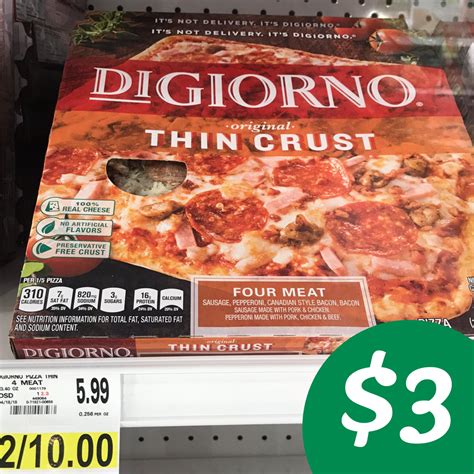 IT'S NOT DELIVERY. IT'S DIGIORNO.
IT'S NOT DELIVERY. IT'S DIGIORNO.®
DIGIORNO®
original
THIN CRUST
100%
REAL CHEESE
NO ARTIFICIAL
FLAVORS
PRESERVATIVE
FREE CRUST
PER 1/5 PIZZA
310
CALORIES
7g
SAT FAT
820mg
SODIUM
3g
SUGARS
16g
PROTEIN
CALCIUM
SEE NUTRITION INFORMATION FOR TOTAL FAT, SATURATED
FAT AND SODIUM CONTENT.
FOUR MEAT
SAUSAGE, PEPPERONI, CANADIAN STYLE BACON, BACON
SAUSAGE MADE WITH PORK & CHICKEN
PEPPERONI MADE WITH PORK, CHICKEN & BEEF.
PIZZA
DIGIORNO
THIN CRUST
DIGIORNO PIZZA THIN
4 MEAT
5.99
2/10.00
$3